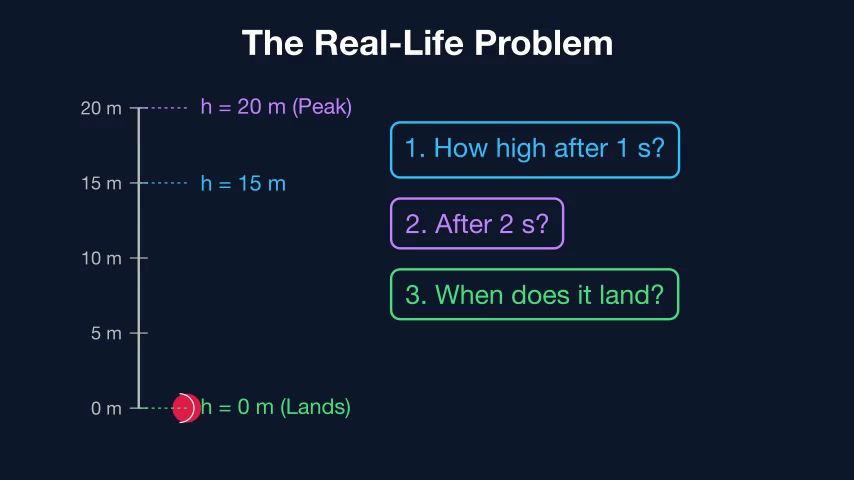 The Real-Life Problem
20 m
h = 20 m (Peak)
15 m
h = 15 m
10 m
5 m
0 m
h = 0 m (Lands)
1. How high after 1 s?
2. After 2 s?
3. When does it land?